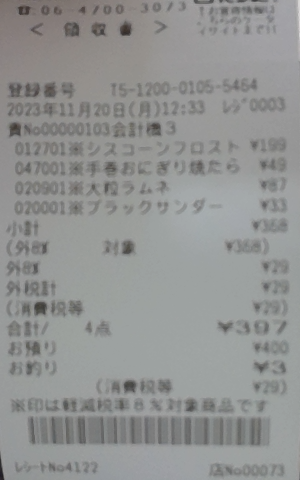 ☎:06-4700-3073
< 領収書 >
登録番号 T5-1200-0105-5464
2023年11月20日(月)12:33 レジ0003
責No00000103会計機3
012701※シスコーンフロスト ¥199
047001※手巻おにぎり焼たら ¥49
020901※大粒ラムネ ¥87
020001※ブラックサンダー ¥33
小計 ¥368
(外8% 対象 ¥368)
外8% ¥29
外税計 ¥29
(消費税等 ¥29)
合計/ 4点 ¥397
お預り ¥400
お釣り ¥3
(消費税等 ¥29)
※印は軽減税率8%対象商品です
レシートNo4122 店No00073